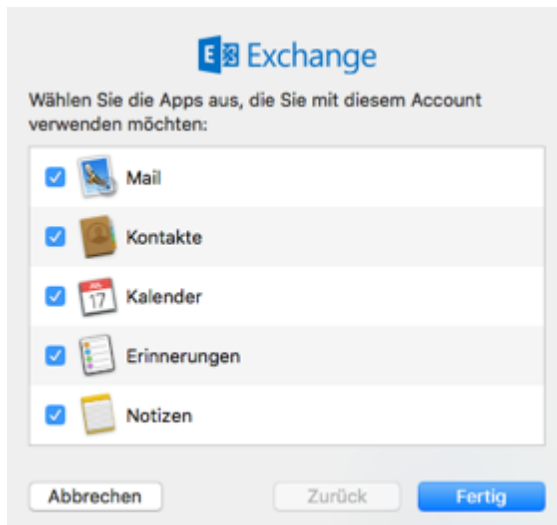 E Exchange
Wählen Sie die Apps aus, die Sie mit diesem Account
verwenden möchten:
Mail
Kontakte
JUL
17
Kalender
Erinnerungen
Notizen
Abbrechen Zurück Fertig